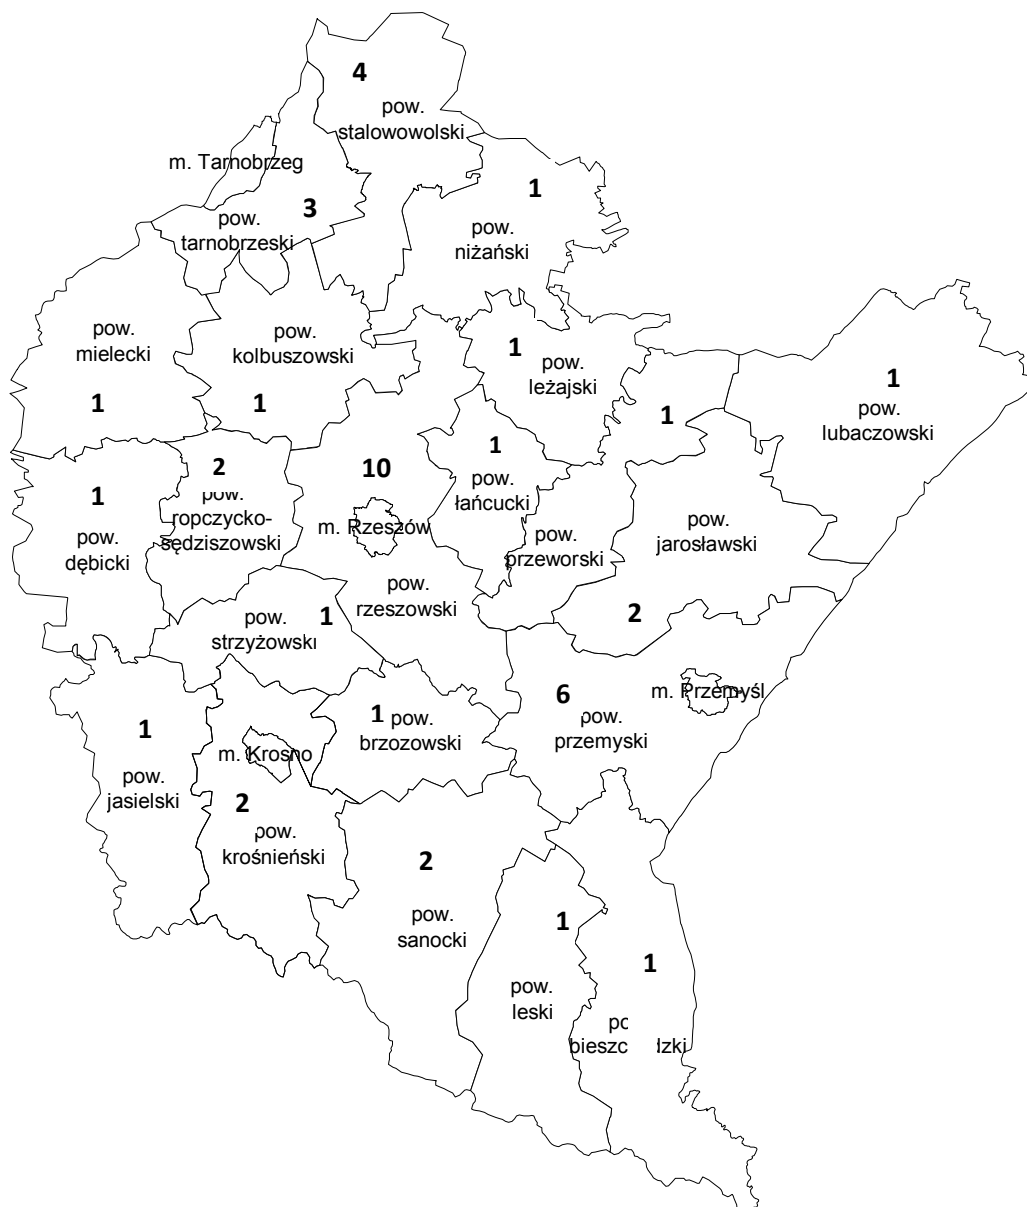 4
pow.
stalowowolski
m. Tarnobrzeg
1
3
pow.
tarnobrzeski
pow.
niżański
pow.
mielecki
1
pow.
kolbuszowski
1
1
pow.
leżajski
1
1
pow.
lubaczowski
1
pow.
dębicki
2
pow.
ropczycko-
sędziszowski
10
m. Rzeszów
pow.
rzeszowski
1
pow.
łańcucki
pow.
przeworski
pow.
jarosławski
2
pow.
strzyżowski
1
6
pow.
przemyski
m. Przemyśl
1
pow.
jasielski
m. Krosno
2
pow.
krośnieński
1
pow.
brzozowski
2
pow.
sanocki
1
pow.
leski
1